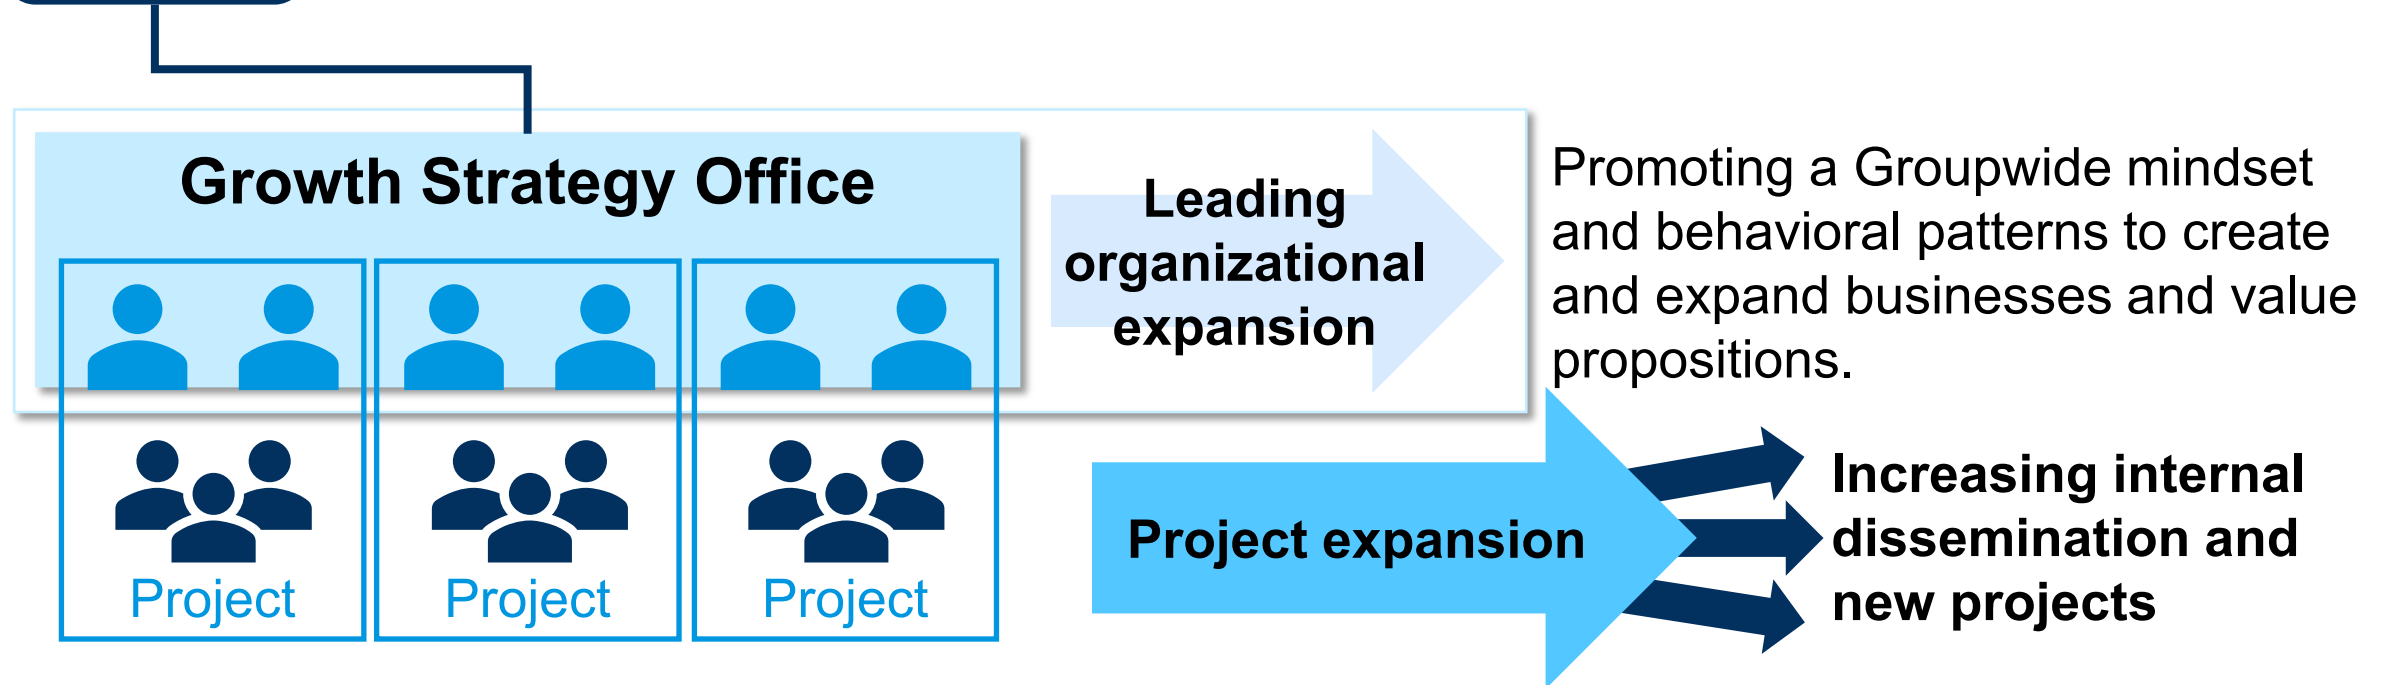 Growth Strategy Office
Leading
organizational
expansion
Promoting a Groupwide mindset
and behavioral patterns to create
and expand businesses and value
propositions.
Project
Project
Project
Project expansion
Increasing internal
dissemination and
new projects